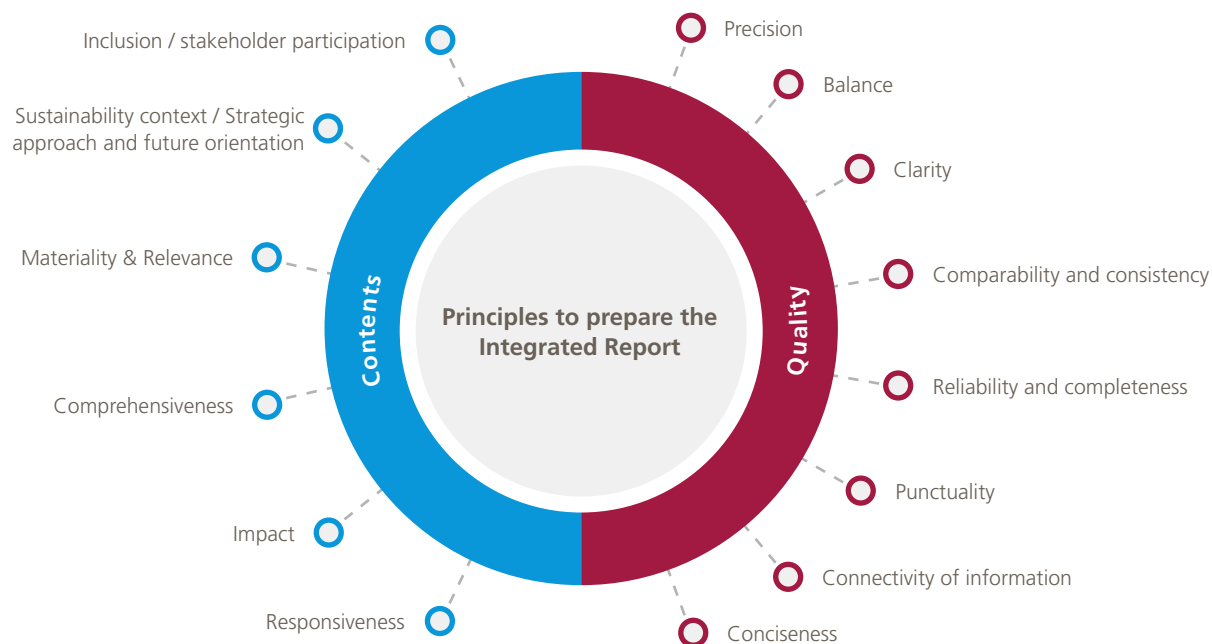 Inclusion / stakeholder participation
Sustainability context / Strategic
approach and future orientation
Materiality & Relevance
Comprehensiveness
Impact
Responsiveness
Contents
Principles to prepare the
Integrated Report
Quality
Precision
Balance
Clarity
Comparability and consistency
Reliability and completeness
Punctuality
Connectivity of information
Conciseness